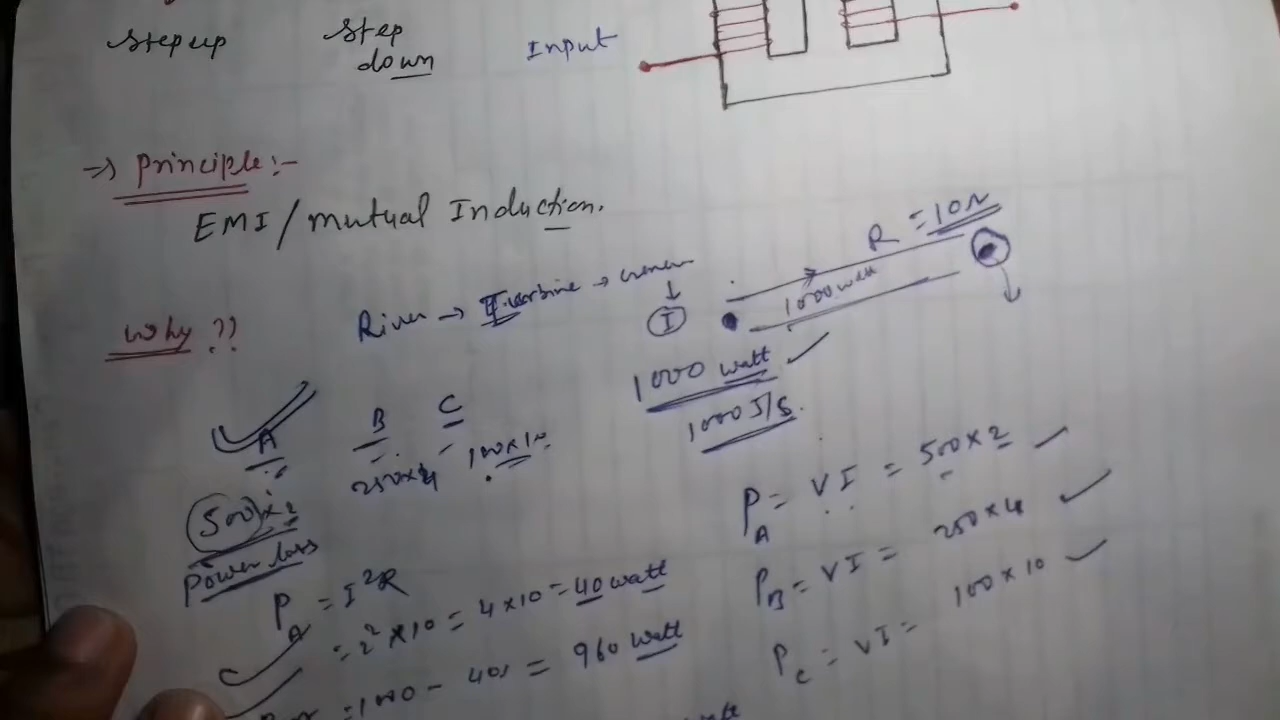 Step up
Step
down
Input
→ Principle:-
EMI / mutual Induction.
R = 10Ω
1000 watt
River → Turbine →
I
Why ??
1000 watt
1000 J/s.
A B C
500×2 250×4 100×10
Power loss
P_A = I²R
= 2² × 10 = 4 × 10 = 40 watt
= 1000 - 40 = 960 watt
P_A = VI = 500×2
P_B = VI = 250×4
P_C = VI = 100×10